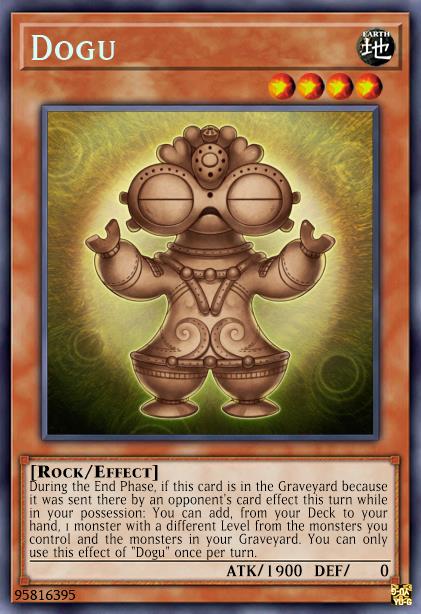 Dogu
EARTH
地
[Rock/Effect]
During the End Phase, if this card is in the Graveyard because
it was sent there by an opponent's card effect this turn while
in your possession: You can add, from your Deck to your
hand, 1 monster with a different Level from the monsters you
control and the monsters in your Graveyard. You can only
use this effect of "Dogu" once per turn.
ATK/1900 DEF/ 0
95816395